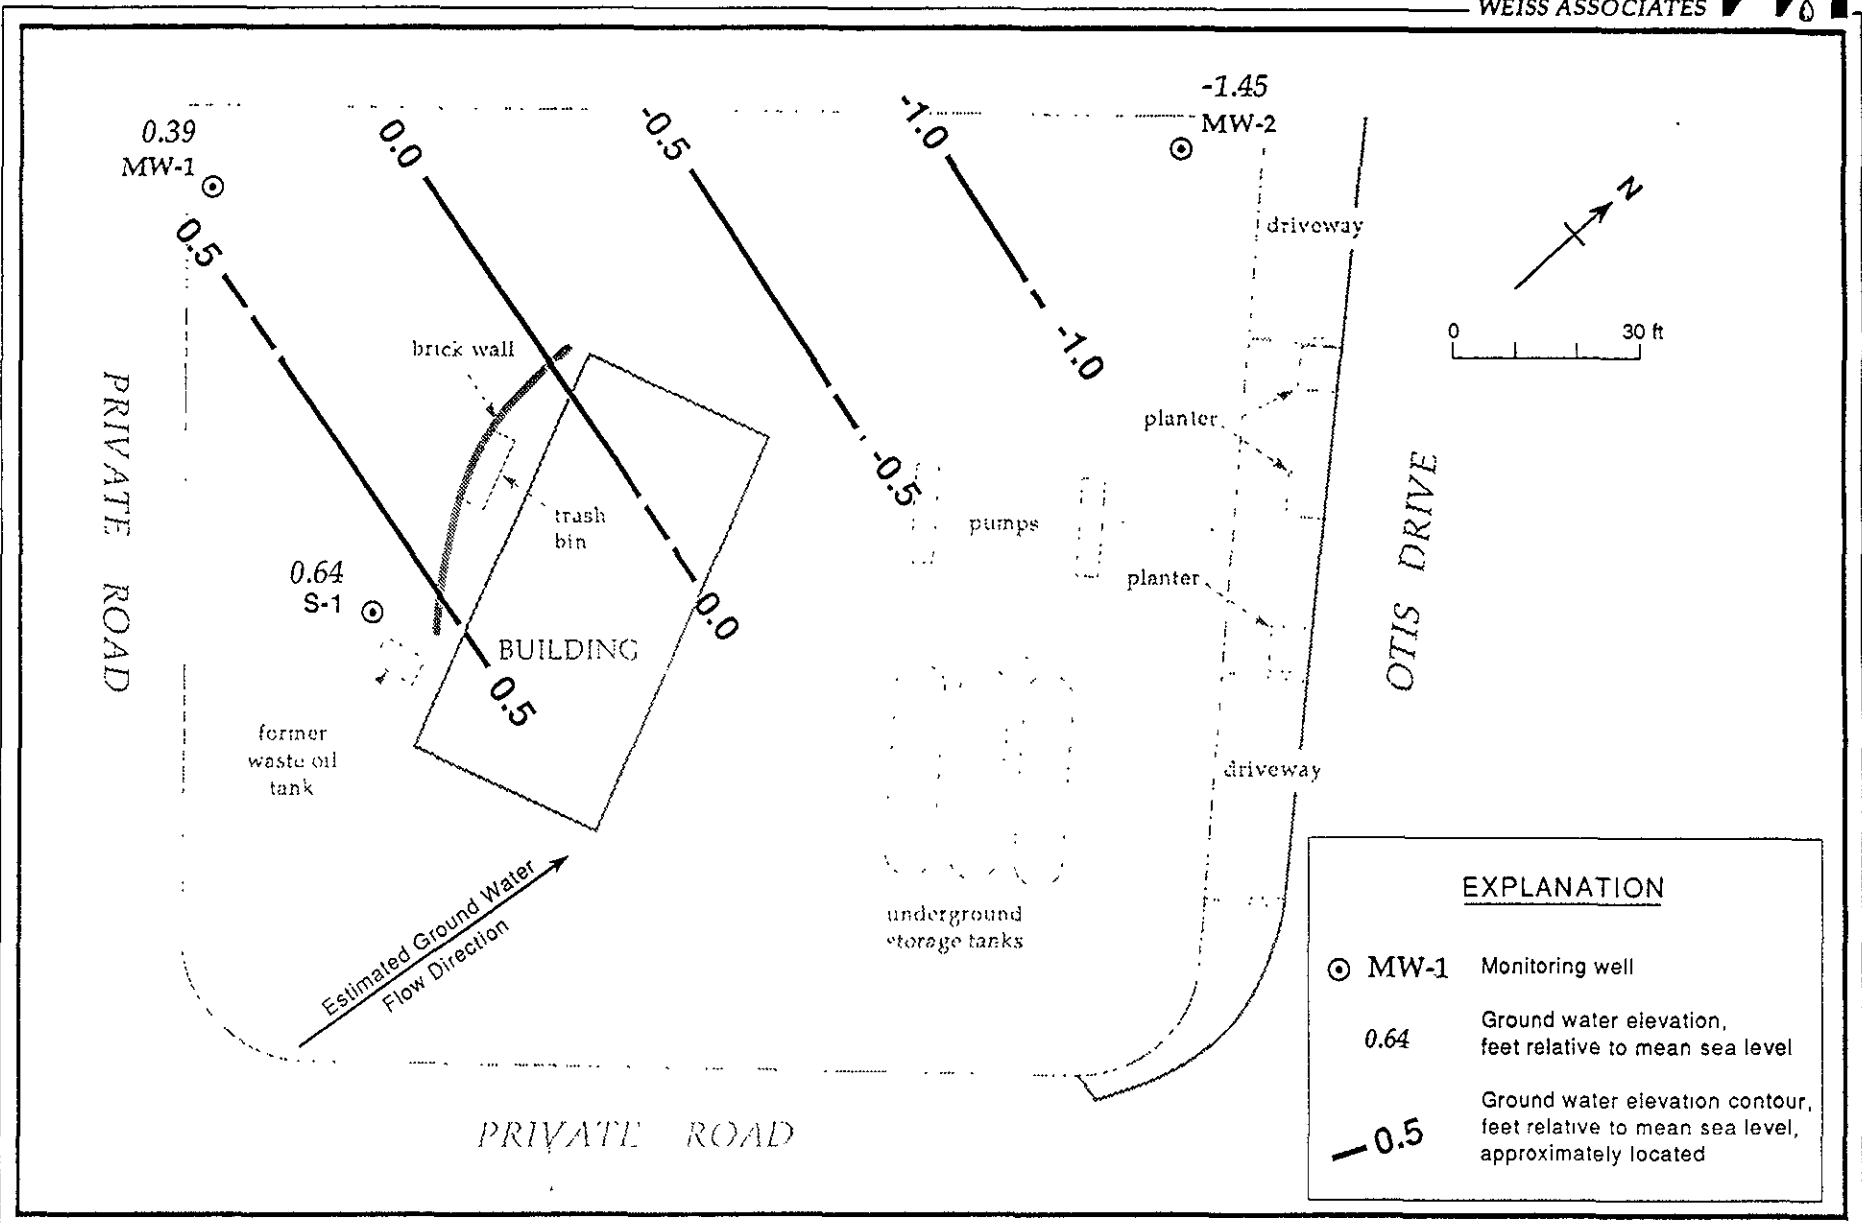 WEISS ASSOCIATES
-1.45
MW-2
0.39
MW-1
0.0
-0.5
-1.0
N
0.5
driveway
0 30 ft
brick wall
-1.0
planter
PRIVATE ROAD
-0.5
OTIS DRIVE
trash
bin
pumps
0.64
S-1
planter
0.0
BUILDING
0.5
former
waste oil
tank
driveway
Estimated Ground Water
Flow Direction
underground
storage tanks
PRIVATE ROAD
EXPLANATION
MW-1 Monitoring well
0.64 Ground water elevation,
feet relative to mean sea level
0.5 Ground water elevation contour,
feet relative to mean sea level,
approximately located